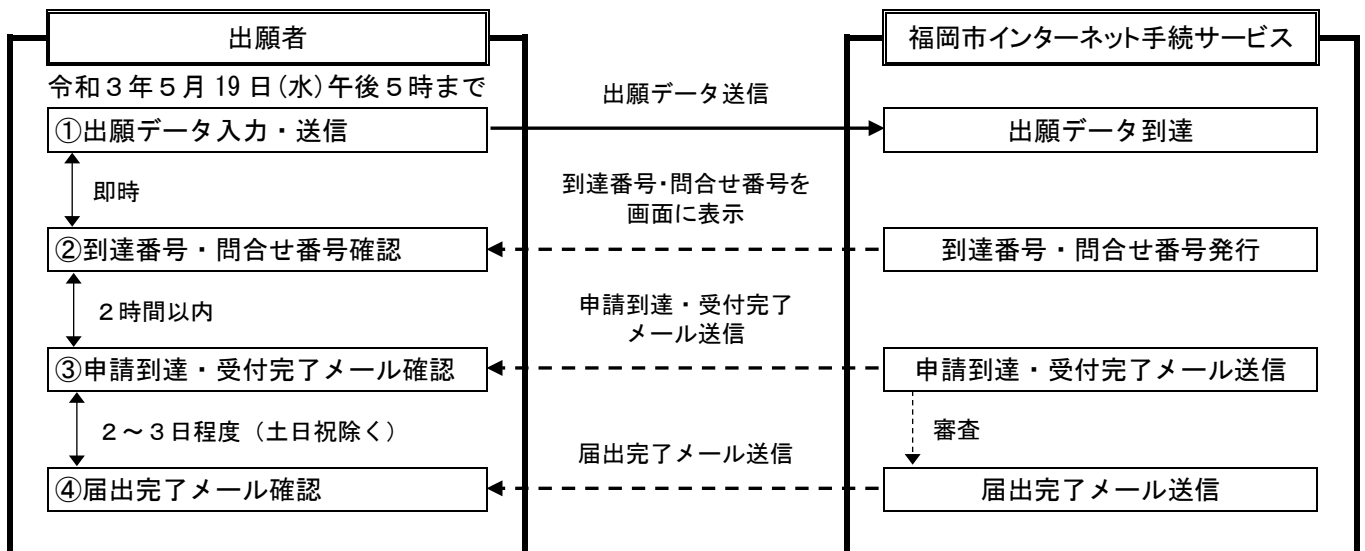 出願者
福岡市インターネット手続サービス
令和３年５月19日(水)午後５時まで
出願データ送信
①出願データ入力・送信
出願データ到達
即時
到達番号・問合せ番号を
画面に表示
②到達番号・問合せ番号確認
到達番号・問合せ番号発行
２時間以内
申請到達・受付完了
メール送信
③申請到達・受付完了メール確認
申請到達・受付完了メール送信
２～３日程度（土日祝除く）
審査
届出完了メール送信
④届出完了メール確認
届出完了メール送信